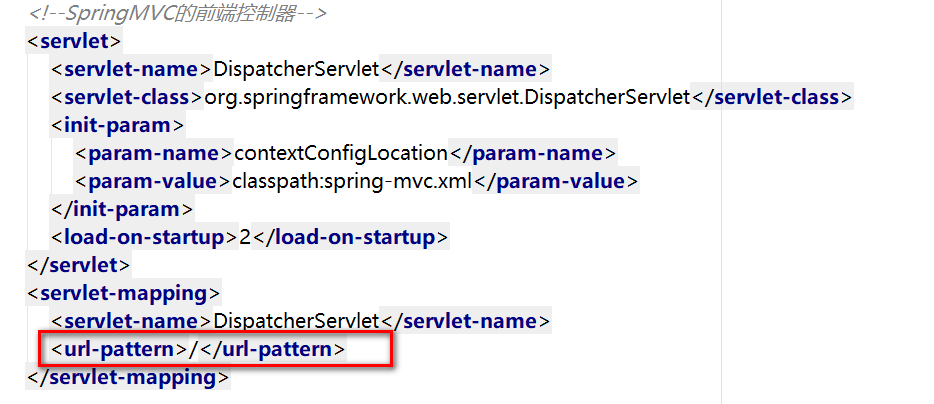 <!--SpringMVC的前端控制器-->
<servlet>
<servlet-name>DispatcherServlet</servlet-name>
<servlet-class>org.springframework.web.servlet.DispatcherServlet</servlet-class>
<init-param>
<param-name>contextConfigLocation</param-name>
<param-value>classpath:spring-mvc.xml</param-value>
</init-param>
<load-on-startup>2</load-on-startup>
</servlet>
<servlet-mapping>
<servlet-name>DispatcherServlet</servlet-name>
<url-pattern>/</url-pattern>
</servlet-mapping>